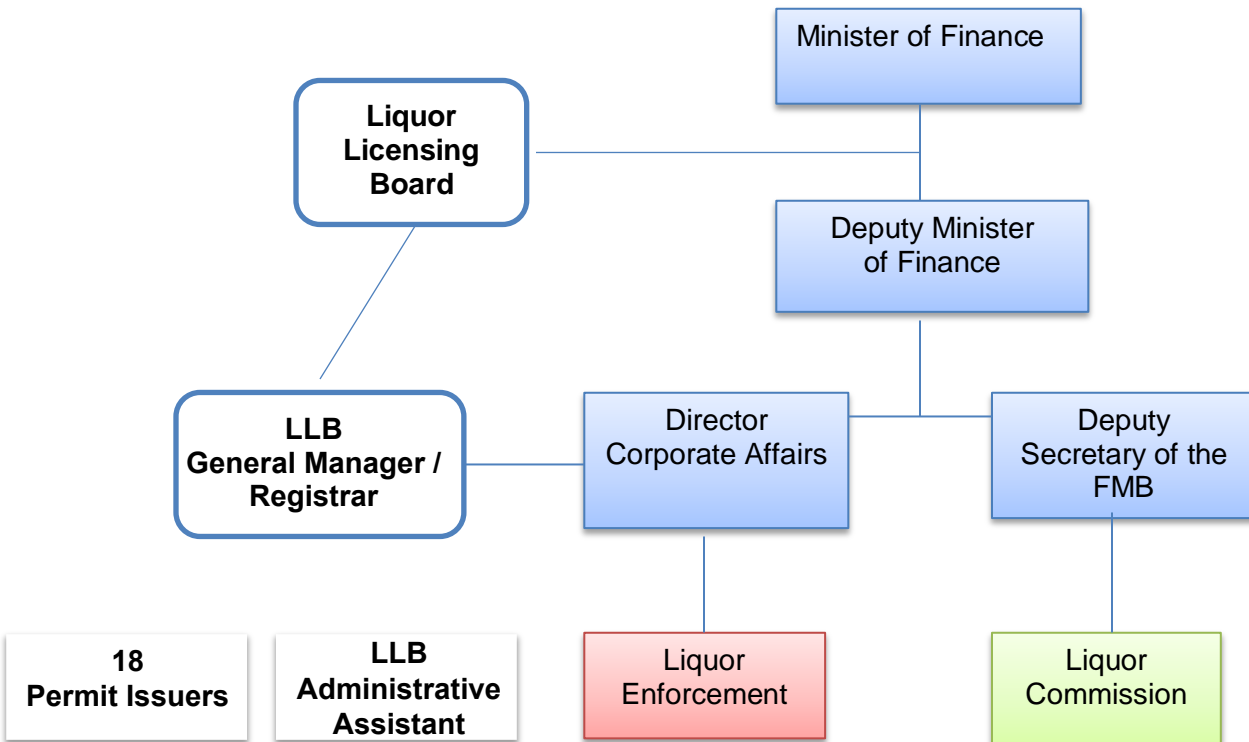 Minister of Finance
Liquor
Licensing
Board
Deputy Minister
of Finance
LLB
General Manager /
Registrar
Director
Corporate Affairs
Deputy
Secretary of the
FMB
18
Permit Issuers
LLB
Administrative
Assistant
Liquor
Enforcement
Liquor
Commission